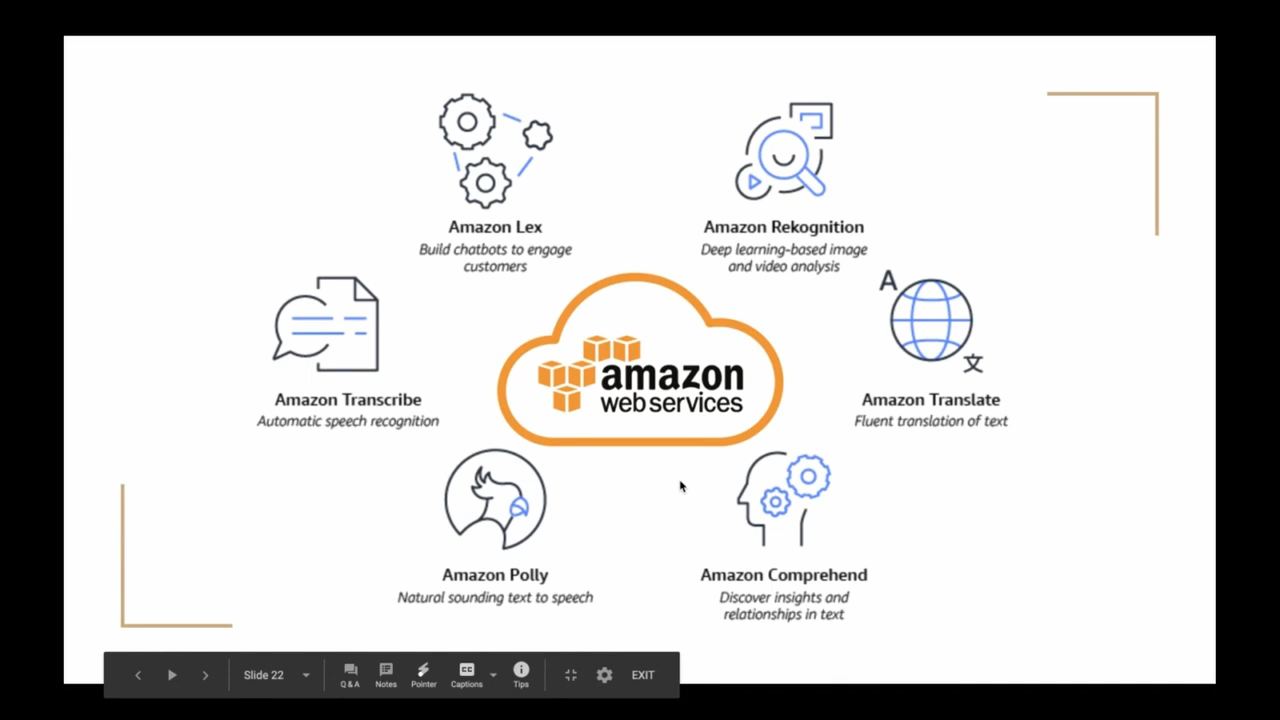 Amazon Lex
Build chatbots to engage
customers
Amazon Rekognition
Deep learning-based image
and video analysis
A
文
Amazon Transcribe
Automatic speech recognition
amazon
web services
Amazon Translate
Fluent translation of text
Amazon Polly
Natural sounding text to speech
Amazon Comprehend
Discover insights and
relationships in text
Slide 22
Q&A
Notes
Pointer
CC
Captions
Tips
EXIT